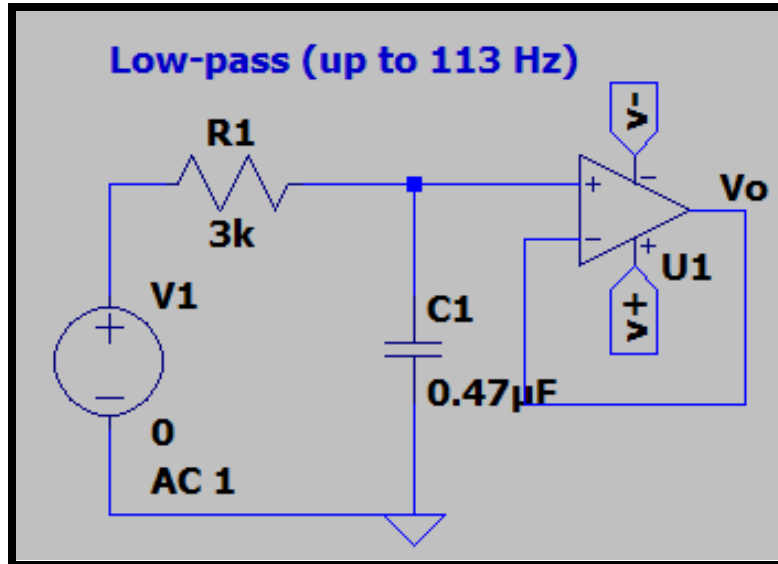 Low-pass (up to 113 Hz)
R1
3k
V-
Vo
U1
V+
V1
0
AC 1
C1
0.47µF